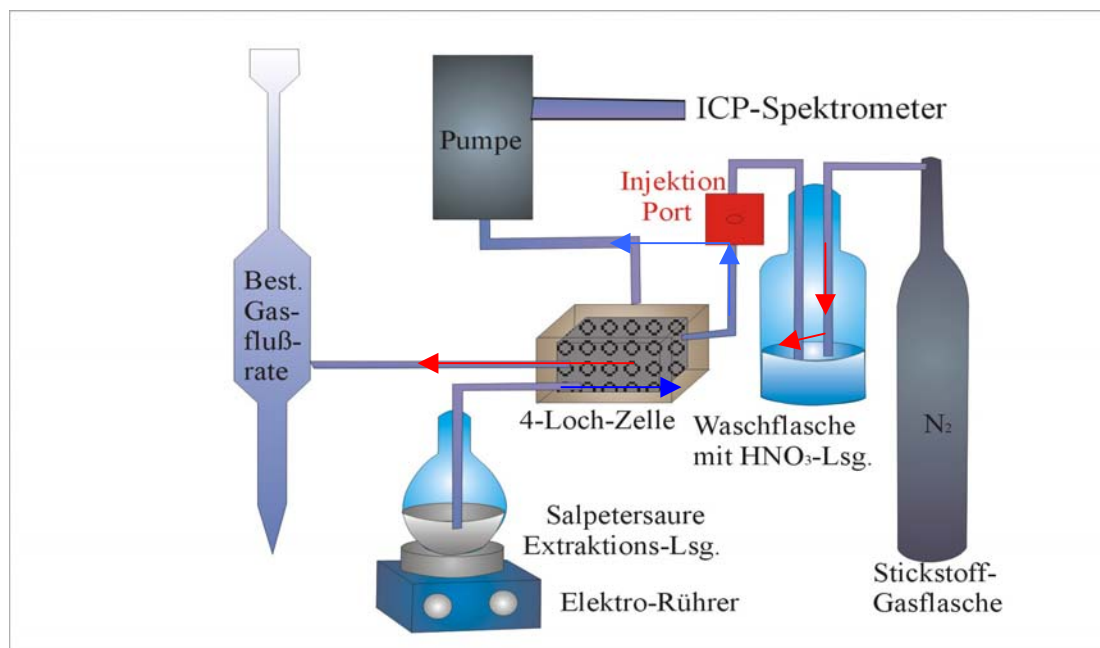 ICP-Spektrometer
Pumpe
Injektion
Port
Best.
Gas-
fluß-
rate
4-Loch-Zelle
Waschflasche
mit HNO₃-Lsg.
N₂
Salpetersaure
Extraktions-Lsg.
Elektro-Rührer
Stickstoff-
Gasflasche